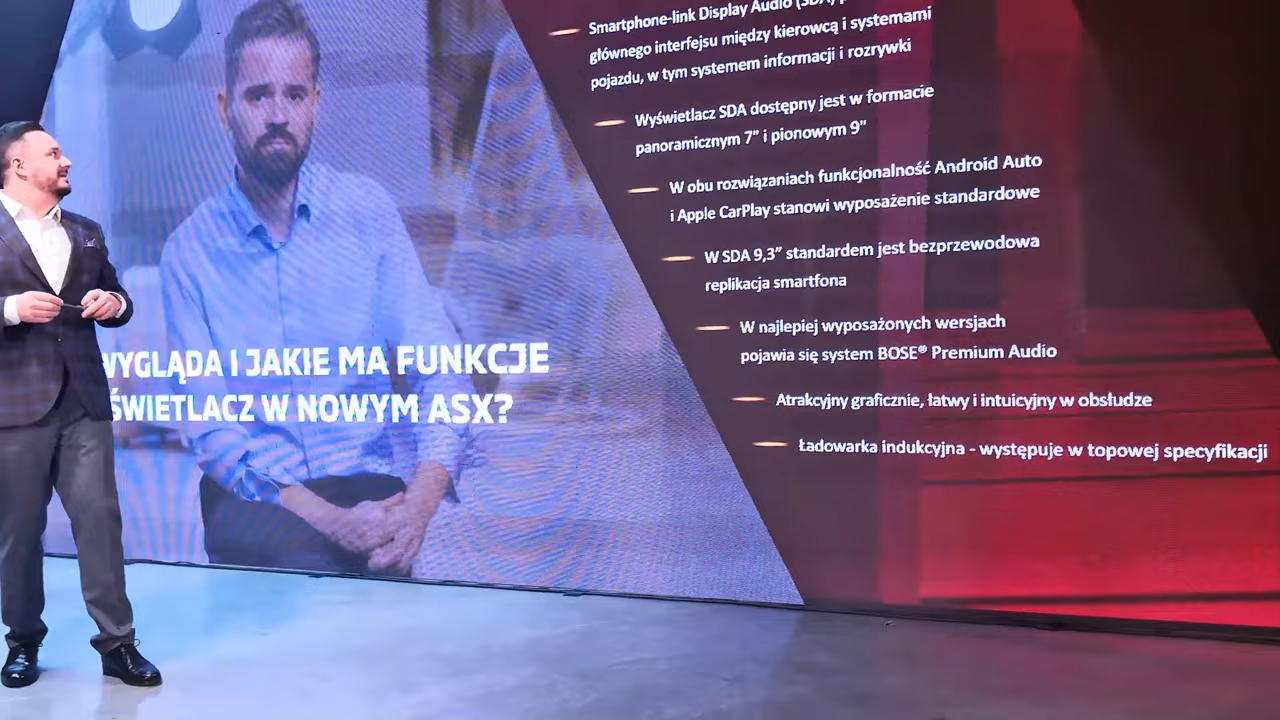 WYGLĄDA I JAKIE MA FUNKCJE
ŚWIETLACZ W NOWYM ASX?
Smartphone-link Display Audio (SDA)
głównego interfejsu między kierowcą i systemami
pojazdu, w tym systemem informacji i rozrywki
Wyświetlacz SDA dostępny jest w formacie
panoramicznym 7” i pionowym 9”
W obu rozwiązaniach funkcjonalność Android Auto
i Apple CarPlay stanowi wyposażenie standardowe
W SDA 9,3” standardem jest bezprzewodowa
replikacja smartfona
W najlepiej wyposażonych wersjach
pojawia się system BOSE® Premium Audio
Atrakcyjny graficznie, łatwy i intuicyjny w obsłudze
Ładowarka indukcyjna - występuje w topowej specyfikacji